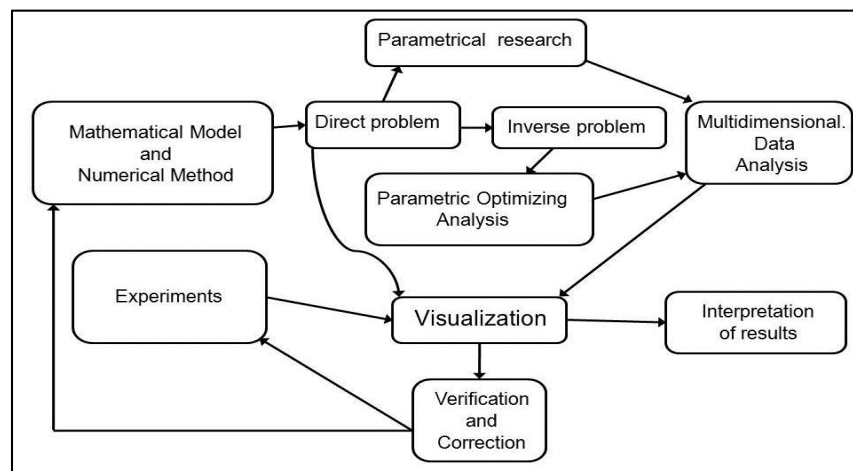 Parametrical research
Mathematical Model
and
Numerical Method
Direct problem
Inverse problem
Multidimensional.
Data
Analysis
Parametric Optimizing
Analysis
Experiments
Visualization
Interpretation
of results
Verification
and
Correction